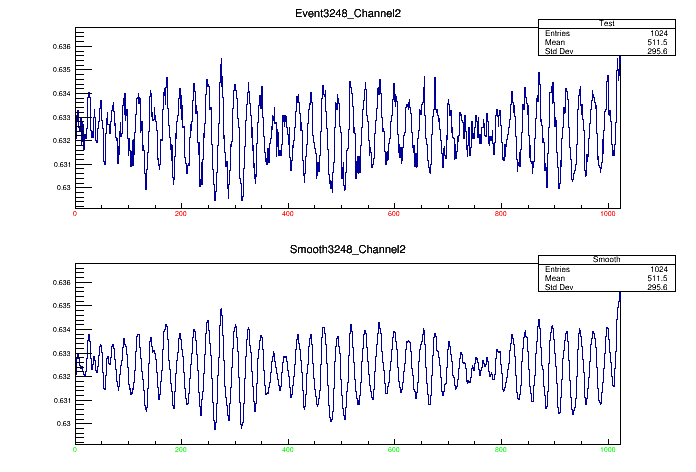 Event3248_Channel2
Test
Entries 1024
Mean 511.5
Std Dev 295.6
0.636
0.635
0.634
0.633
0.632
0.631
0.63
0 200 400 600 800 1000
Smooth3248_Channel2
Smooth
Entries 1024
Mean 511.5
Std Dev 295.6
0.636
0.635
0.634
0.633
0.632
0.631
0.63
0 200 400 600 800 1000